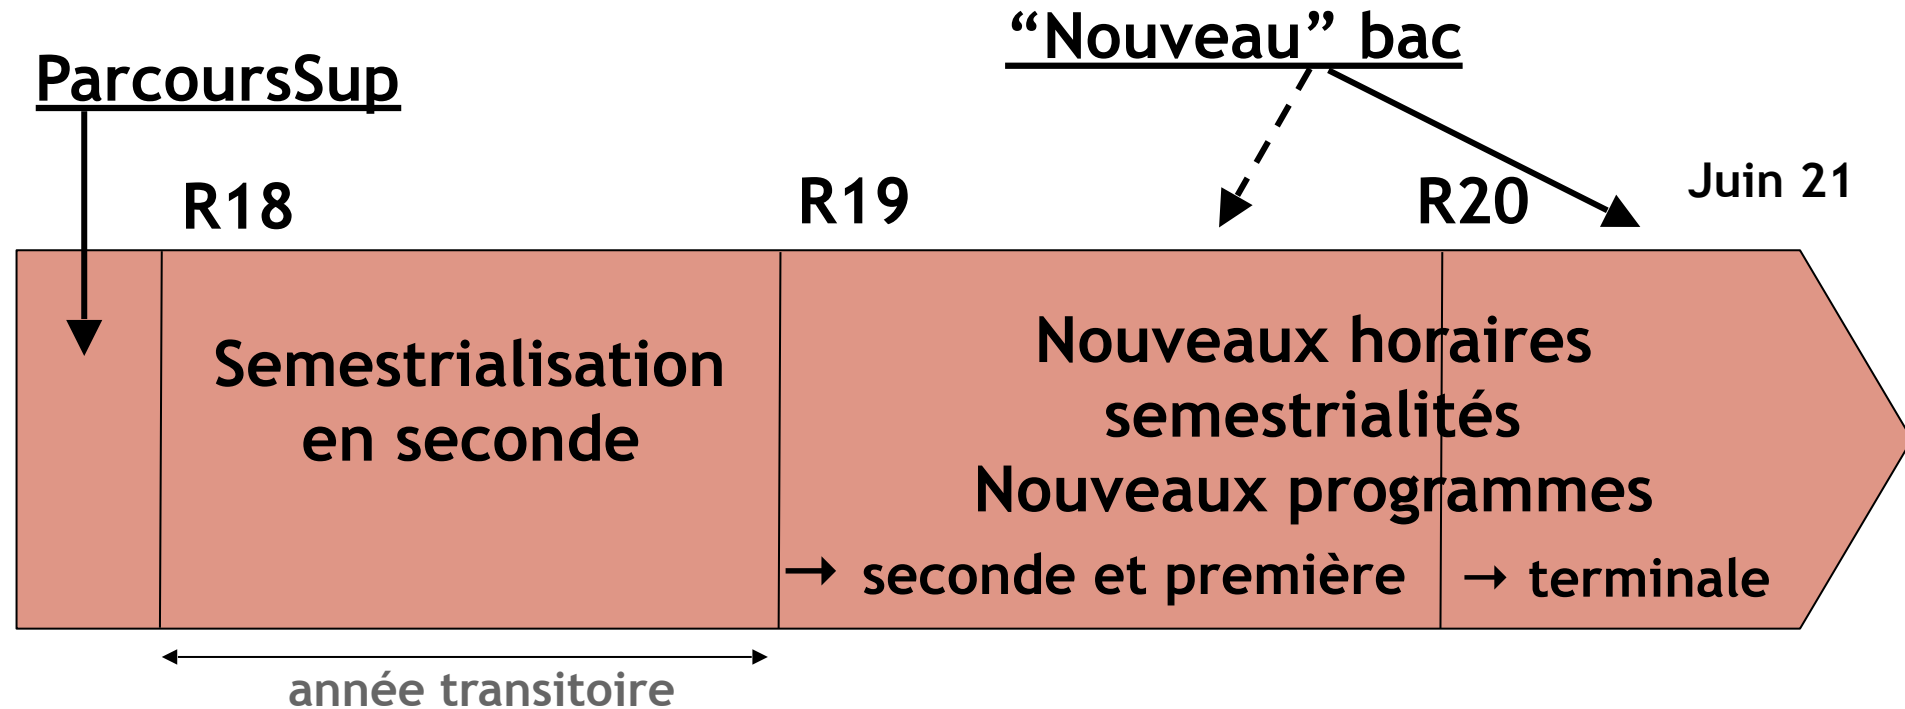 “Nouveau” bac
ParcoursSup
R18
R19
R20
Juin 21
Semestrialisation
en seconde
Nouveaux horaires
semestrialités
Nouveaux programmes
→ seconde et première
→ terminale
année transitoire